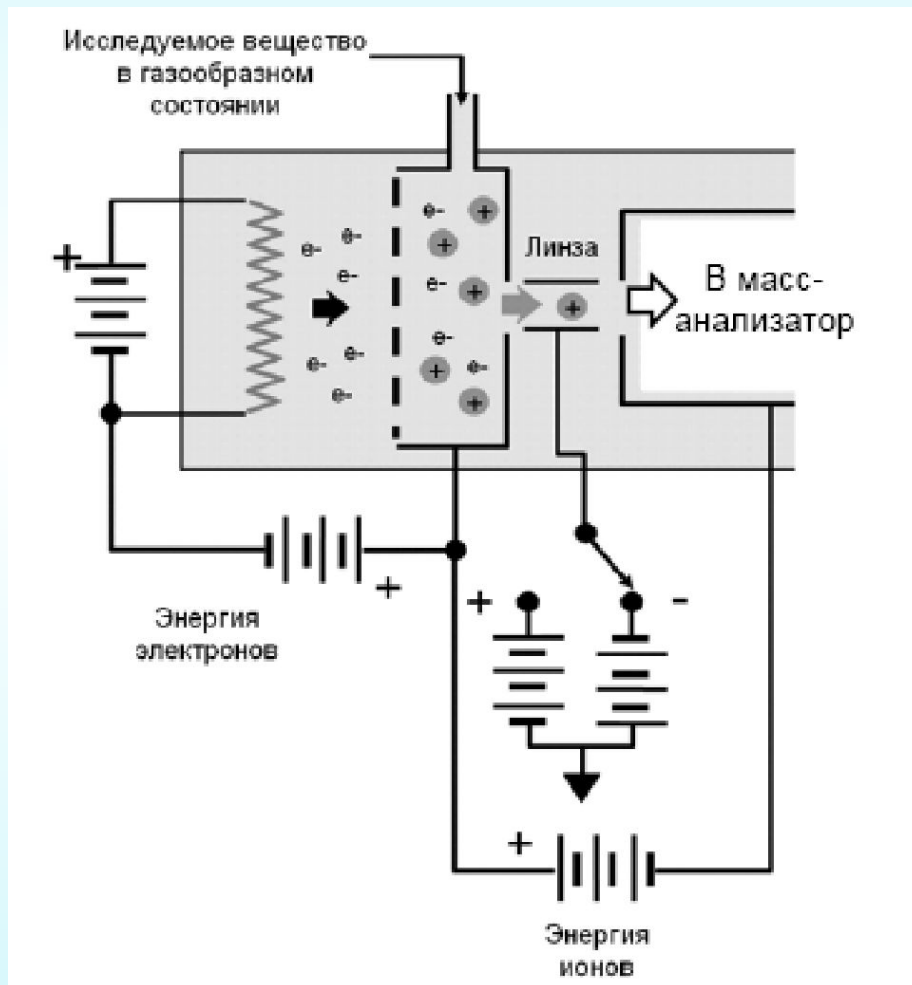 Исследуемое вещество
в газообразном
состоянии
+
e-
e-
e-
e-
e-
e-
e-
+
+
e-
+
e-
+
e-
+
Линза
+
В масс-
анализатор
+
Энергия
электронов
+
-
+
Энергия
ионов